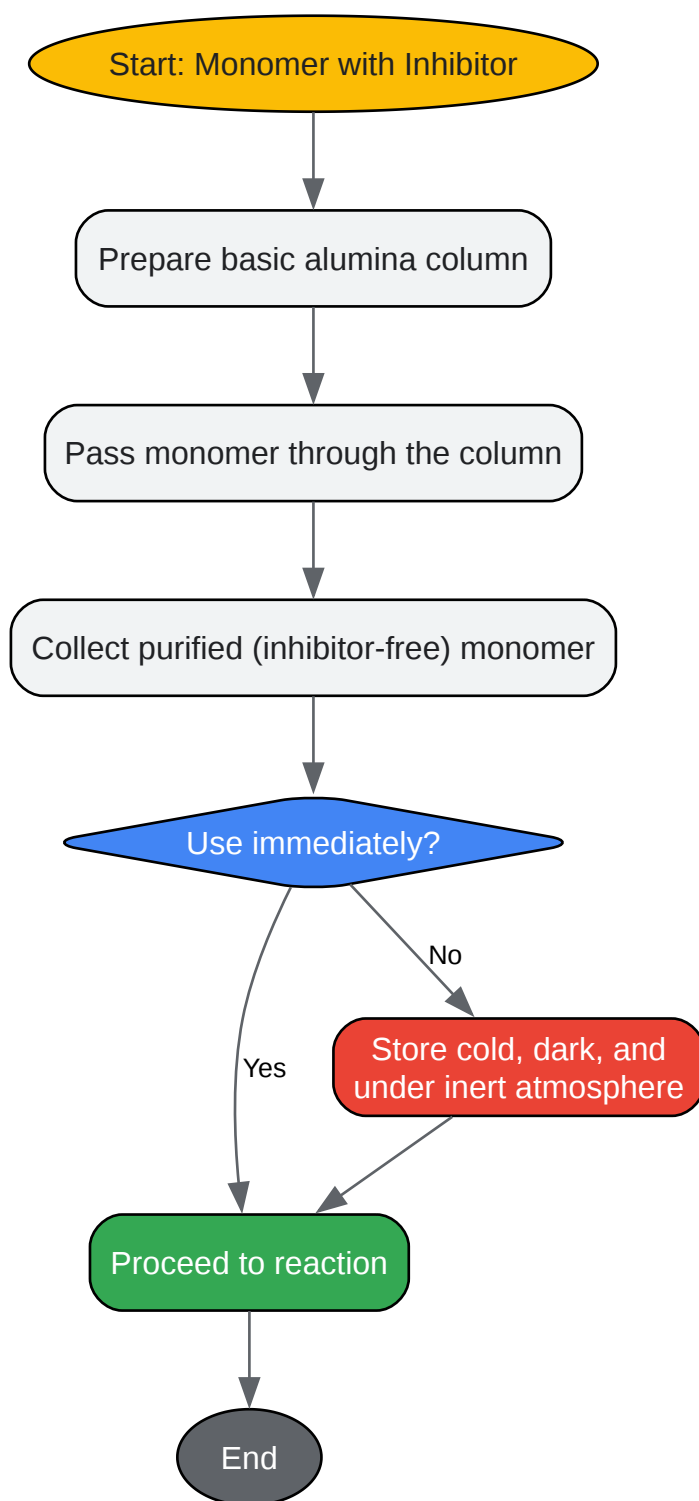 Start: Monomer with Inhibitor
Prepare basic alumina column
Pass monomer through the column
Collect purified (inhibitor-free) monomer
Use immediately?
No
Store cold, dark, and
under inert atmosphere
Yes
Proceed to reaction
End